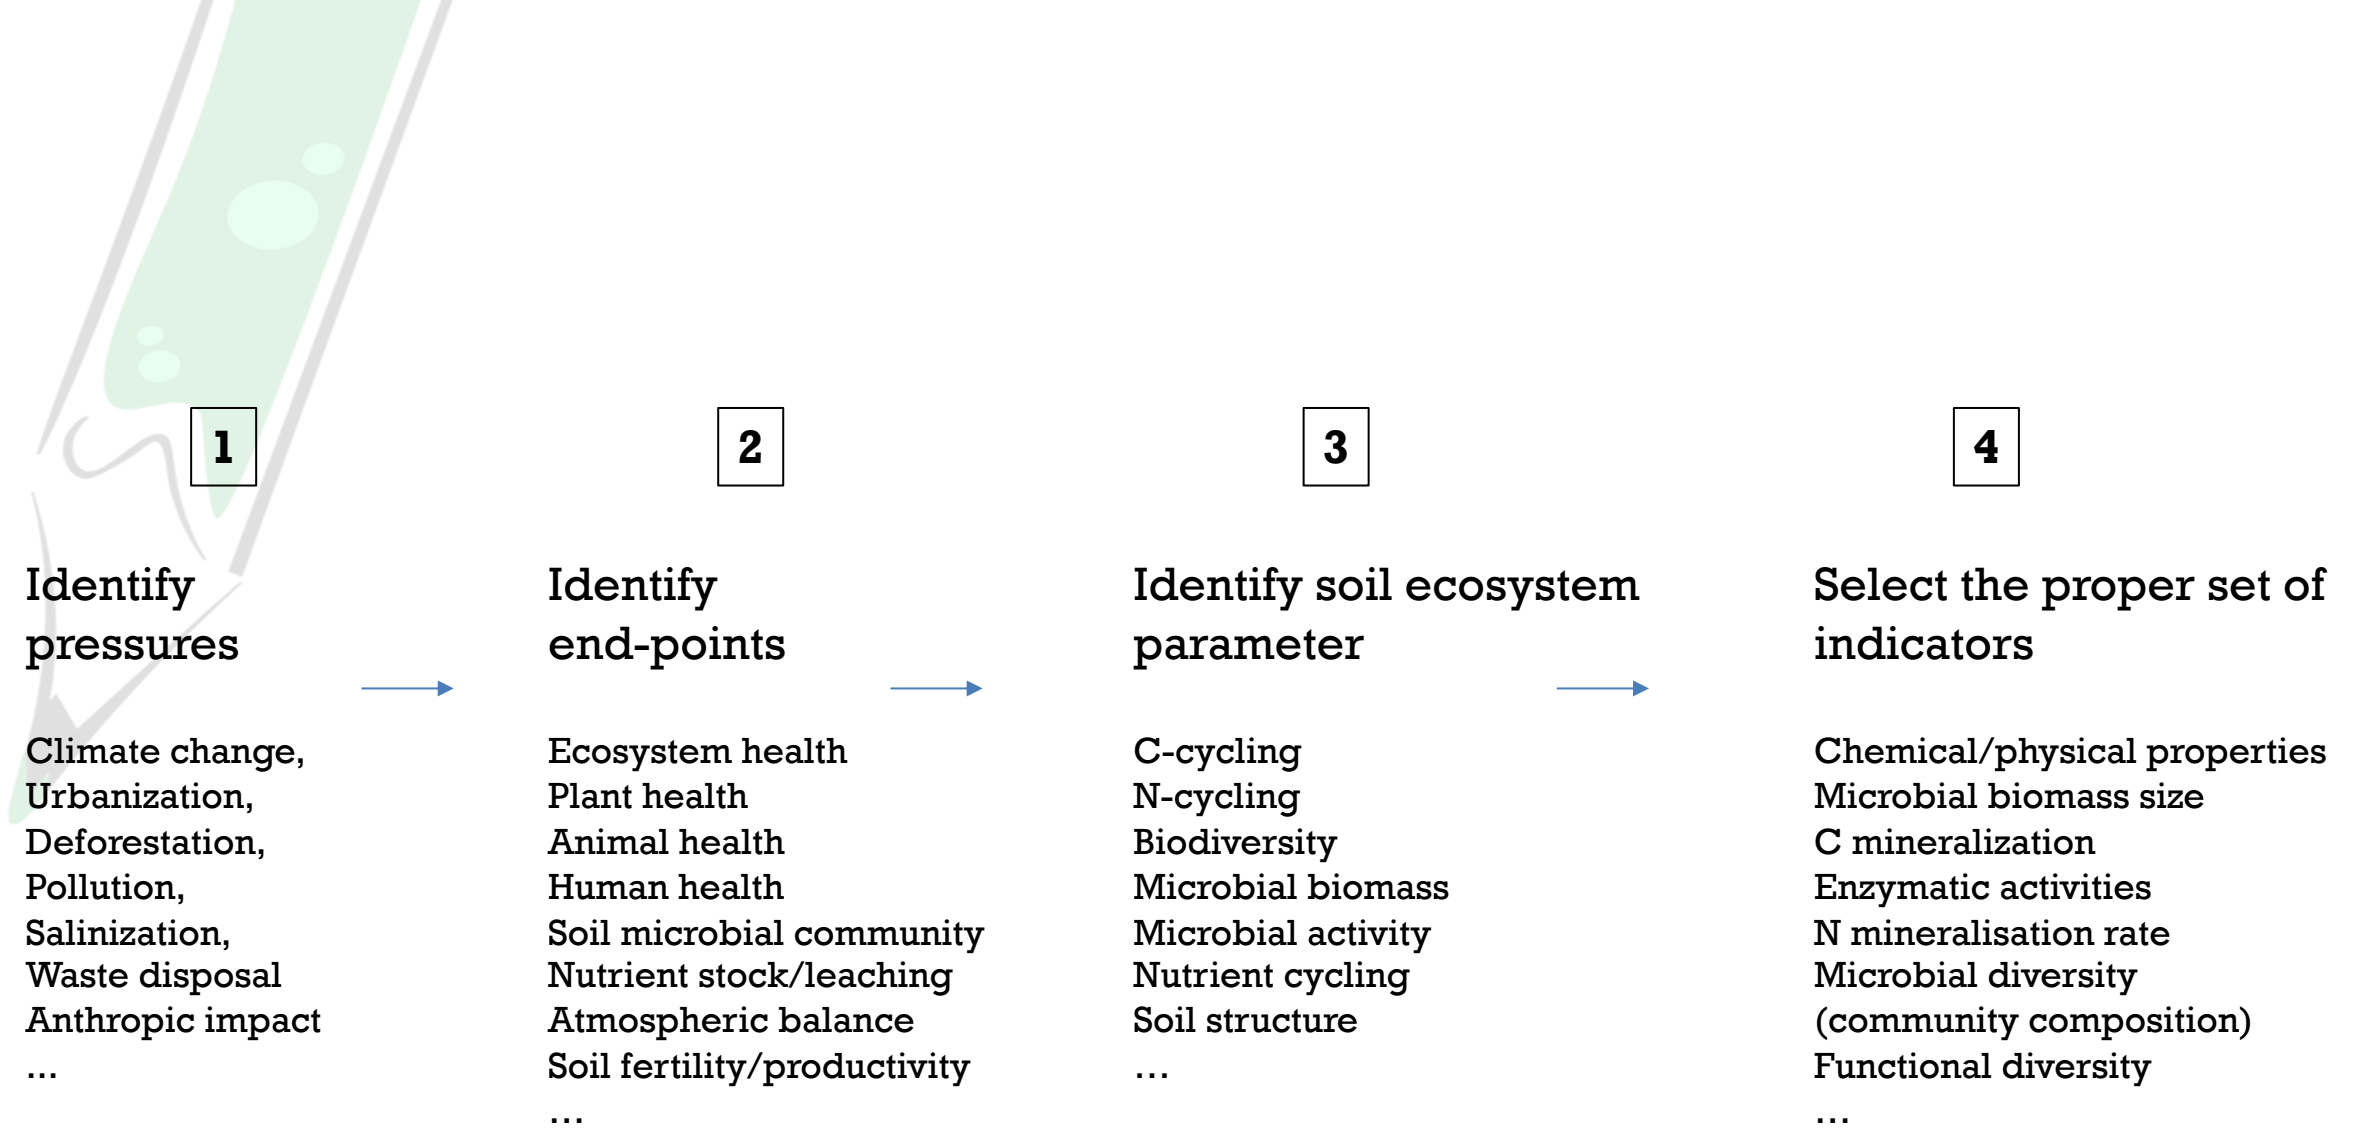 1
Identify
pressures
Climate change,
Urbanization,
Deforestation,
Pollution,
Salinization,
Waste disposal
Anthropic impact
...
2
Identify
end-points
Ecosystem health
Plant health
Animal health
Human health
Soil microbial community
Nutrient stock/leaching
Atmospheric balance
Soil fertility/productivity
...
3
Identify soil ecosystem
parameter
C-cycling
N-cycling
Biodiversity
Microbial biomass
Microbial activity
Nutrient cycling
Soil structure
...
4
Select the proper set of
indicators
Chemical/physical properties
Microbial biomass size
C mineralization
Enzymatic activities
N mineralisation rate
Microbial diversity
(community composition)
Functional diversity
...